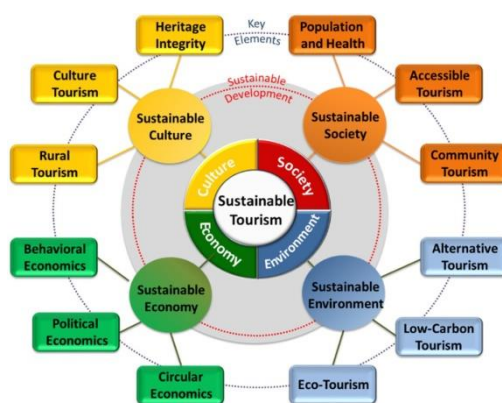 Heritage
Integrity
Key
Elements
Population
and Health
Culture
Tourism
Sustainable
Development
Accessible
Tourism
Sustainable
Culture
Sustainable
Society
Rural
Tourism
Culture
Society
Community
Tourism
Sustainable
Tourism
Behavioral
Economics
Economy
Environment
Alternative
Tourism
Sustainable
Economy
Sustainable
Environment
Political
Economics
Low-Carbon
Tourism
Circular
Economics
Eco-Tourism